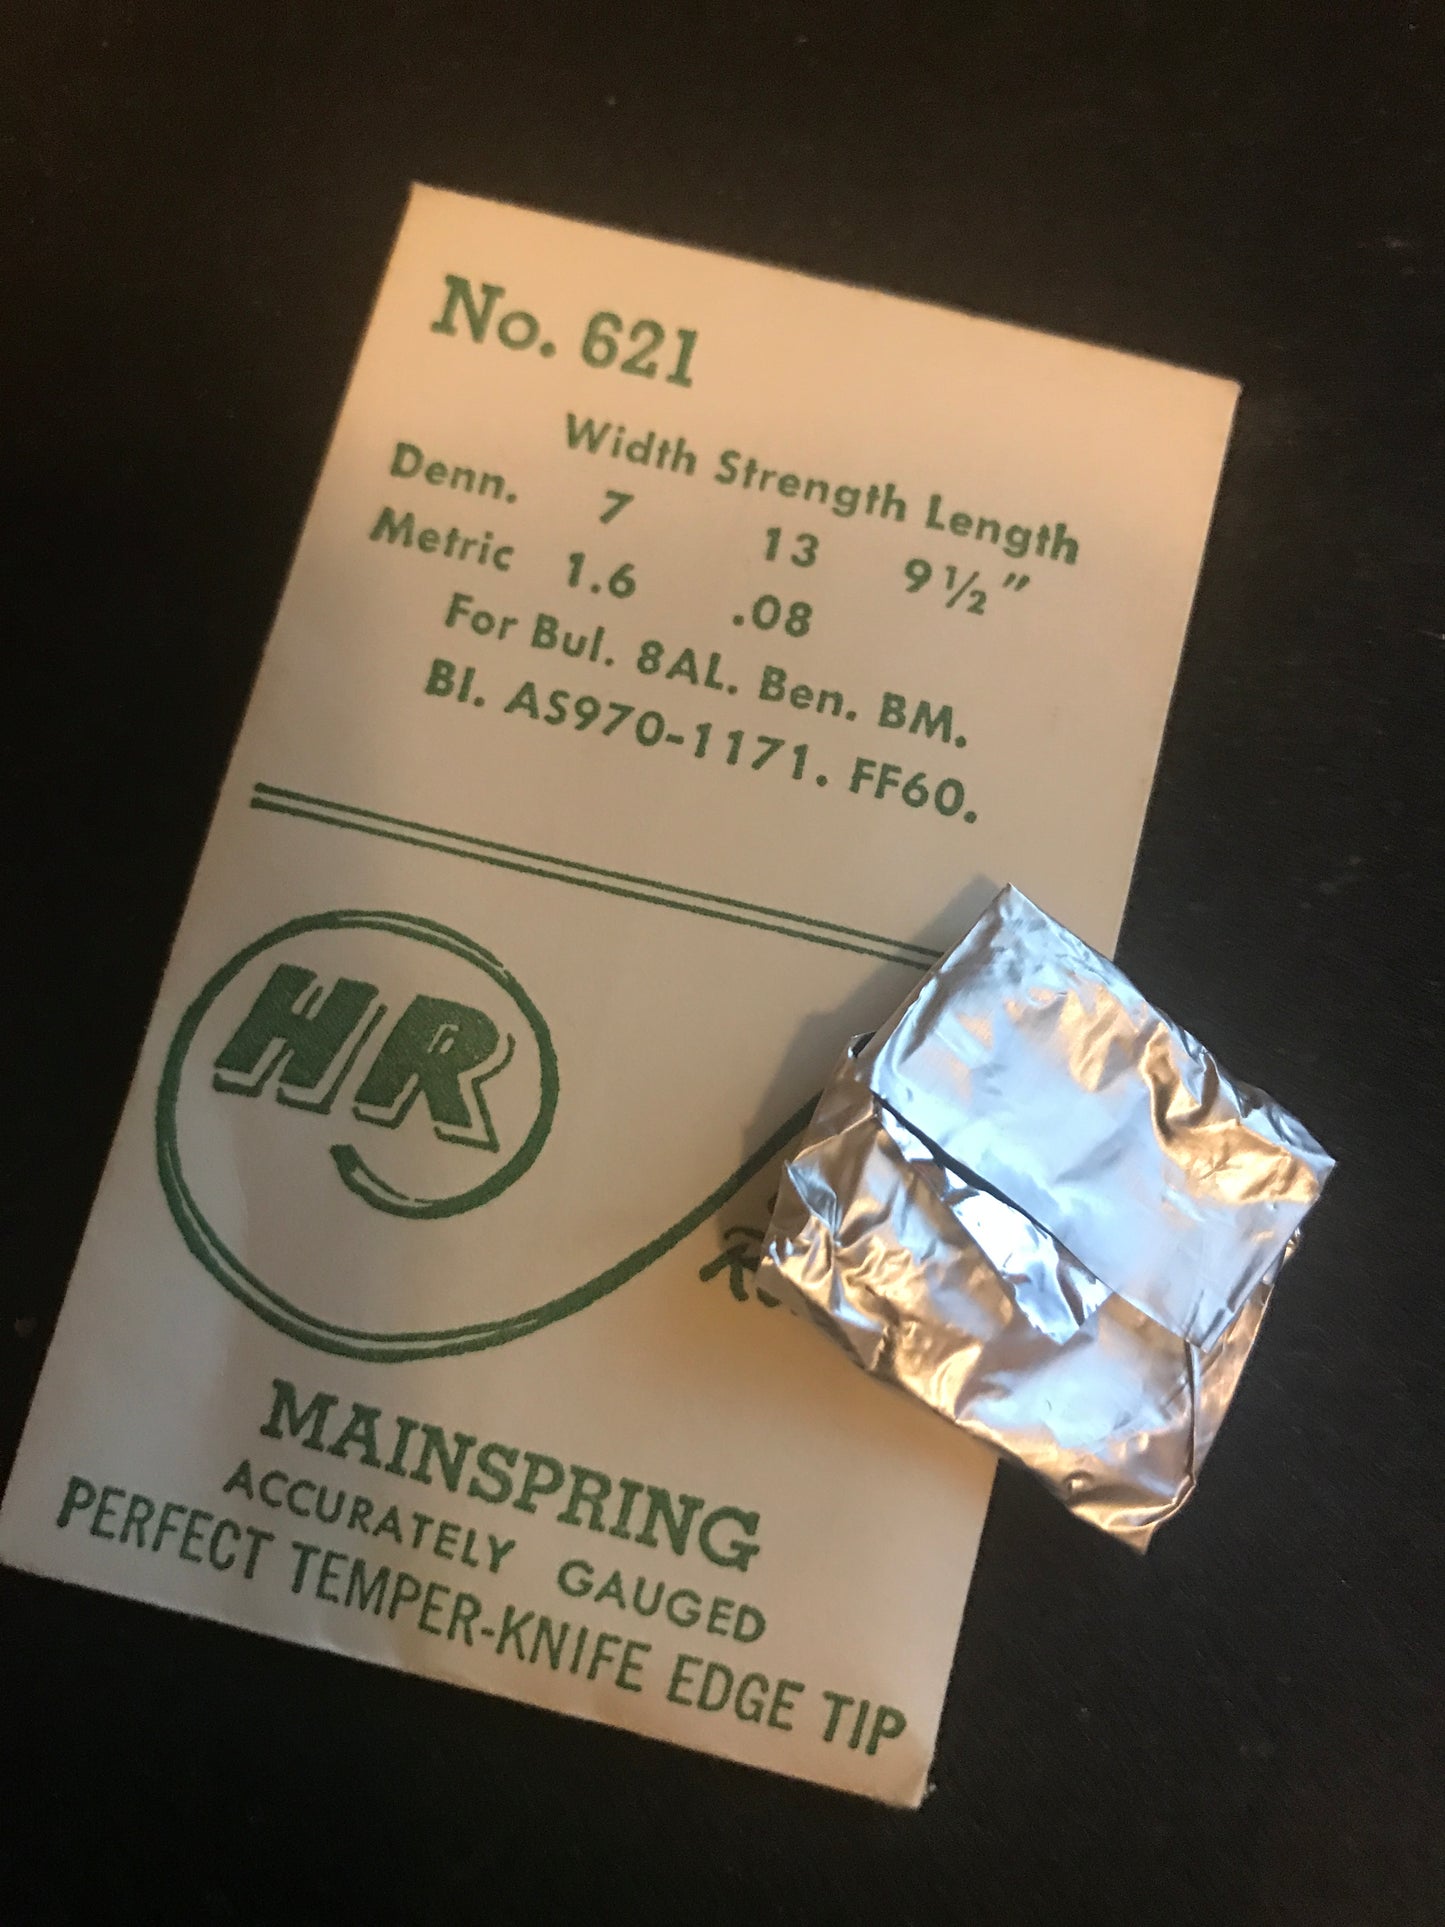 No. 621
Width Strength Length
Denn. 7 13 9½”
Metric 1.6 .08
For Bul. 8AL. Ben. BM.
BI. AS970-1171. FF60.
HR
MAINSPRING
ACCURATELY GAUGED
PERFECT TEMPER-KNIFE EDGE TIP